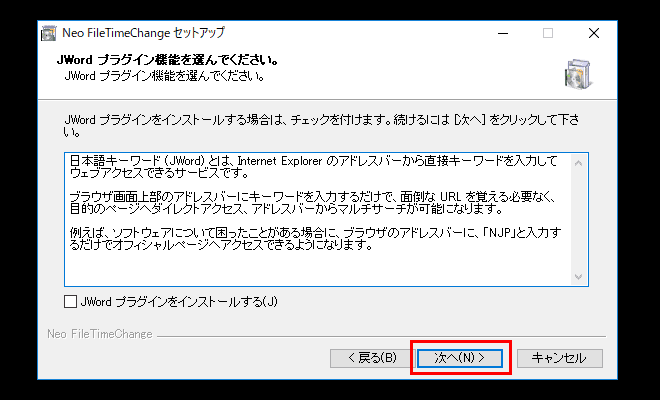 Neo FileTimeChange セットアップ
JWord プラグイン機能を選んでください。
JWord プラグイン機能を選んでください。
JWord プラグインをインストールする場合は、チェックを付けます。続けるには [次へ] をクリックして下さ
い。
日本語キーワード (JWord) とは、Internet Explorer のアドレスバーから直接キーワードを入力して
ウェブアクセスできるサービスです。
ブラウザ画面上部のアドレスバーにキーワードを入力するだけで、面倒な URL を覚える必要なく、
目的のページへダイレクトアクセス、アドレスバーからマルチサーチが可能になります。
例えば、ソフトウェアについて困ったことがある場合に、ブラウザのアドレスバーに、「NJP」と入力す
るだけでオフィシャルページへアクセスできるようになります。
JWord プラグインをインストールする(J)
Neo FileTimeChange
< 戻る(B)
次へ(N) >
キャンセル